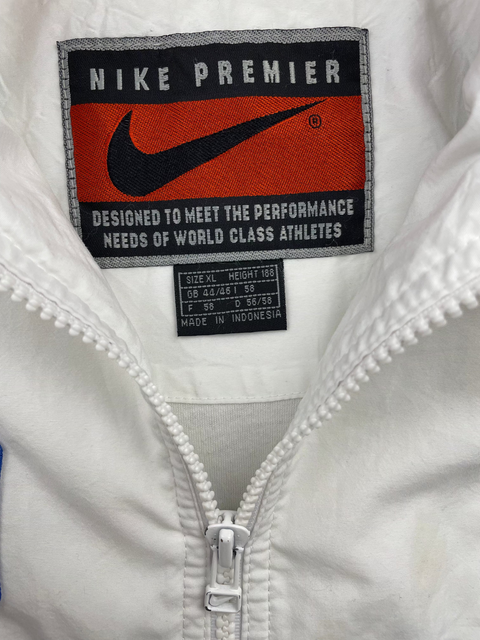 NIKE PREMIER
®
DESIGNED TO MEET THE PERFORMANCE
NEEDS OF WORLD CLASS ATHLETES
SIZE.XL HEIGHT 188
GB 44/46 I 58
F 58 D 56/58
MADE IN INDONESIA